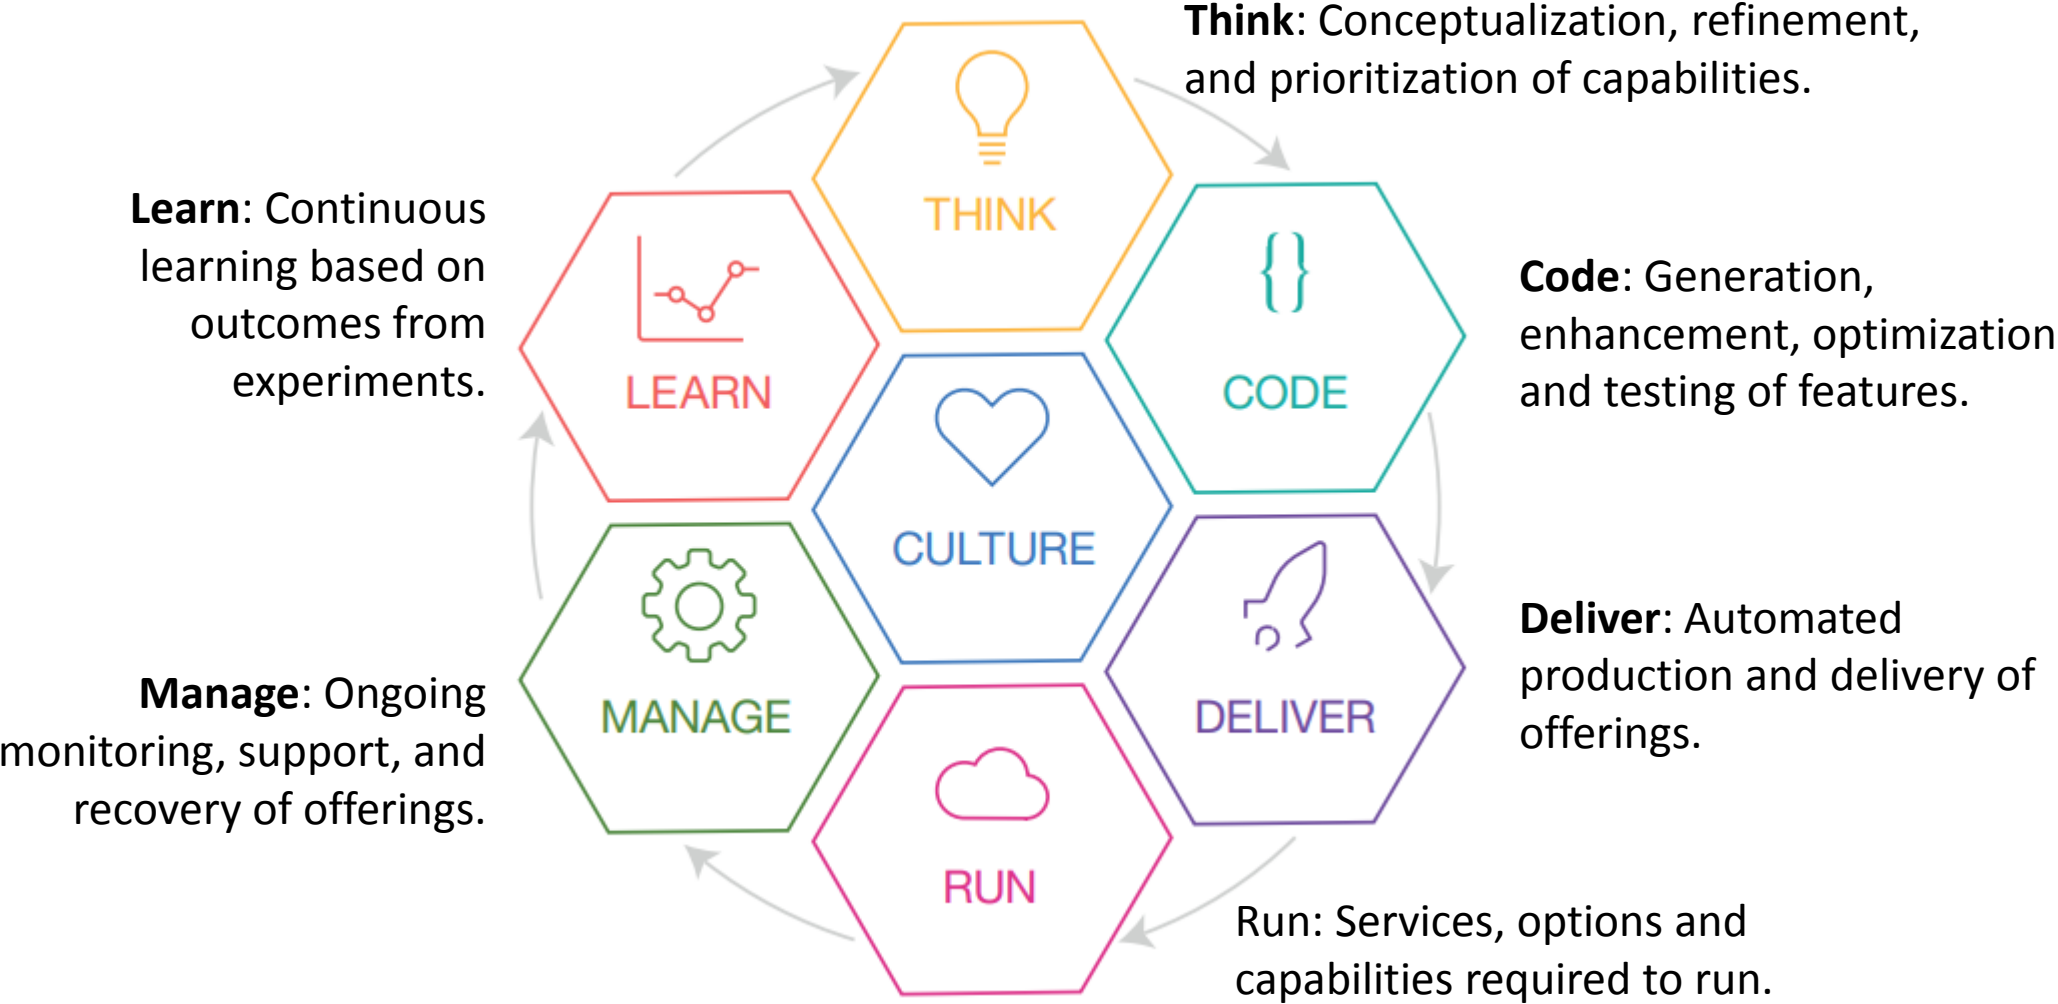 Think: Conceptualization, refinement,
and prioritization of capabilities.
THINK
Learn: Continuous
learning based on
outcomes from
experiments.
LEARN
CODE
Code: Generation,
enhancement, optimization
and testing of features.
CULTURE
Manage: Ongoing
monitoring, support, and
recovery of offerings.
MANAGE
DELIVER
Deliver: Automated
production and delivery of
offerings.
RUN
Run: Services, options and
capabilities required to run.